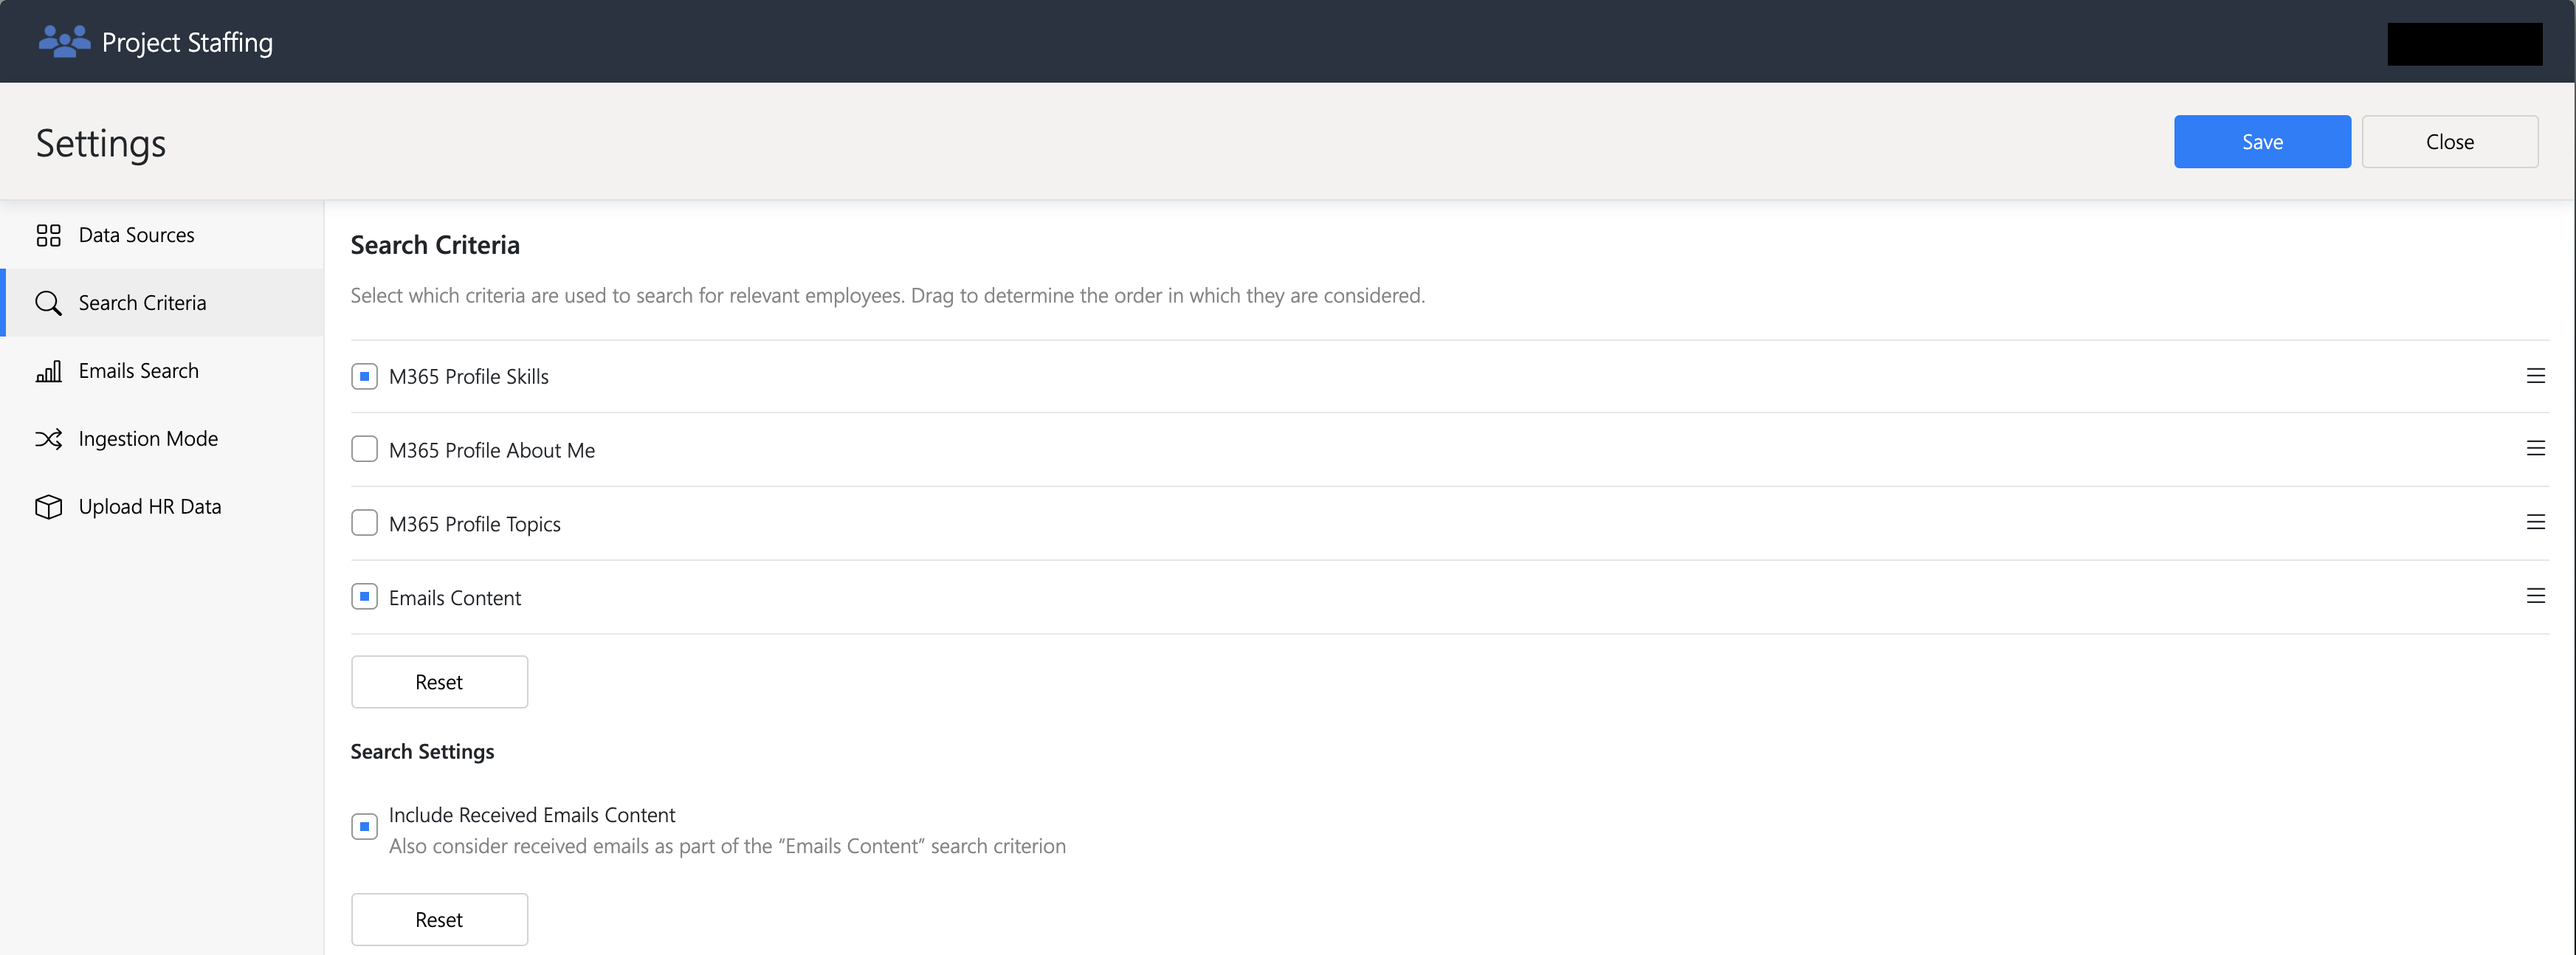 Project Staffing
Settings
Save
Close
Data Sources
Search Criteria
Emails Search
Ingestion Mode
Upload HR Data
Search Criteria
Select which criteria are used to search for relevant employees. Drag to determine the order in which they are considered.
M365 Profile Skills
M365 Profile About Me
M365 Profile Topics
Emails Content
Reset
Search Settings
Include Received Emails Content
Also consider received emails as part of the “Emails Content” search criterion
Reset